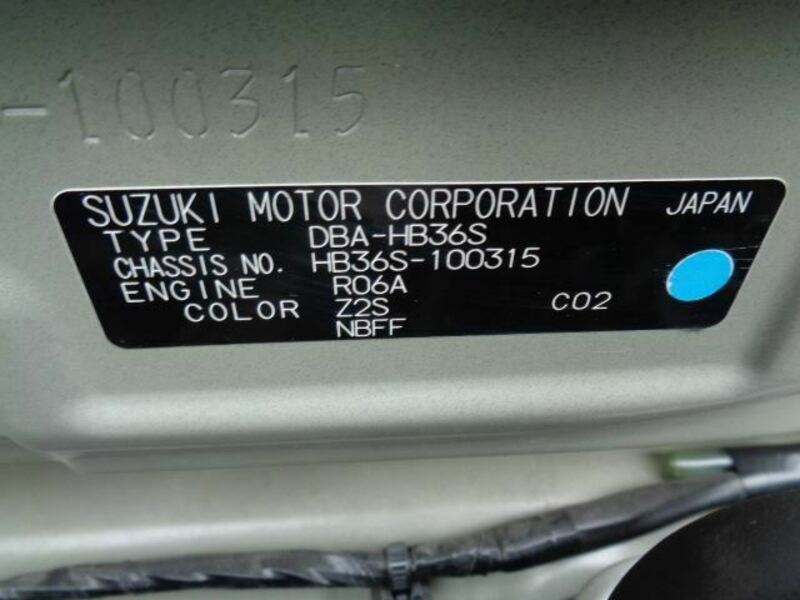 -100315
SUZUKI MOTOR CORPORATION JAPAN
TYPE DBA-HB36S
CHASSIS NO. HB36S-100315
ENGINE R06A
COLOR Z2S C02
NBFF